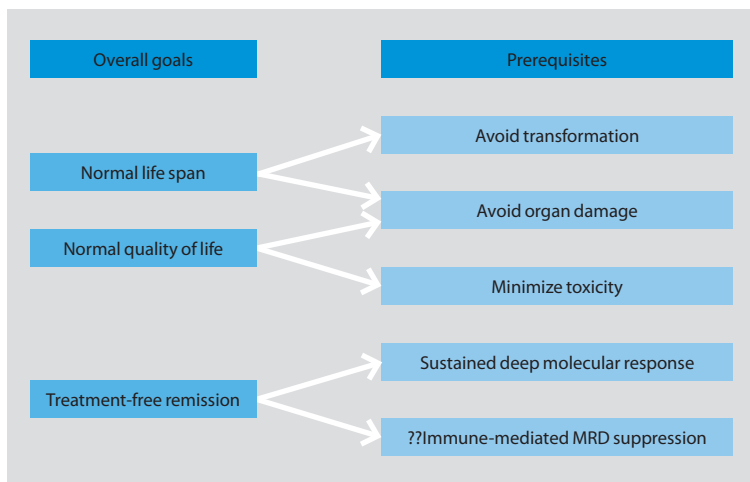 Overall goals
Prerequisites
Normal life span
Normal quality of life
Treatment-free remission
Avoid transformation
Avoid organ damage
Minimize toxicity
Sustained deep molecular response
??Immune-mediated MRD suppression